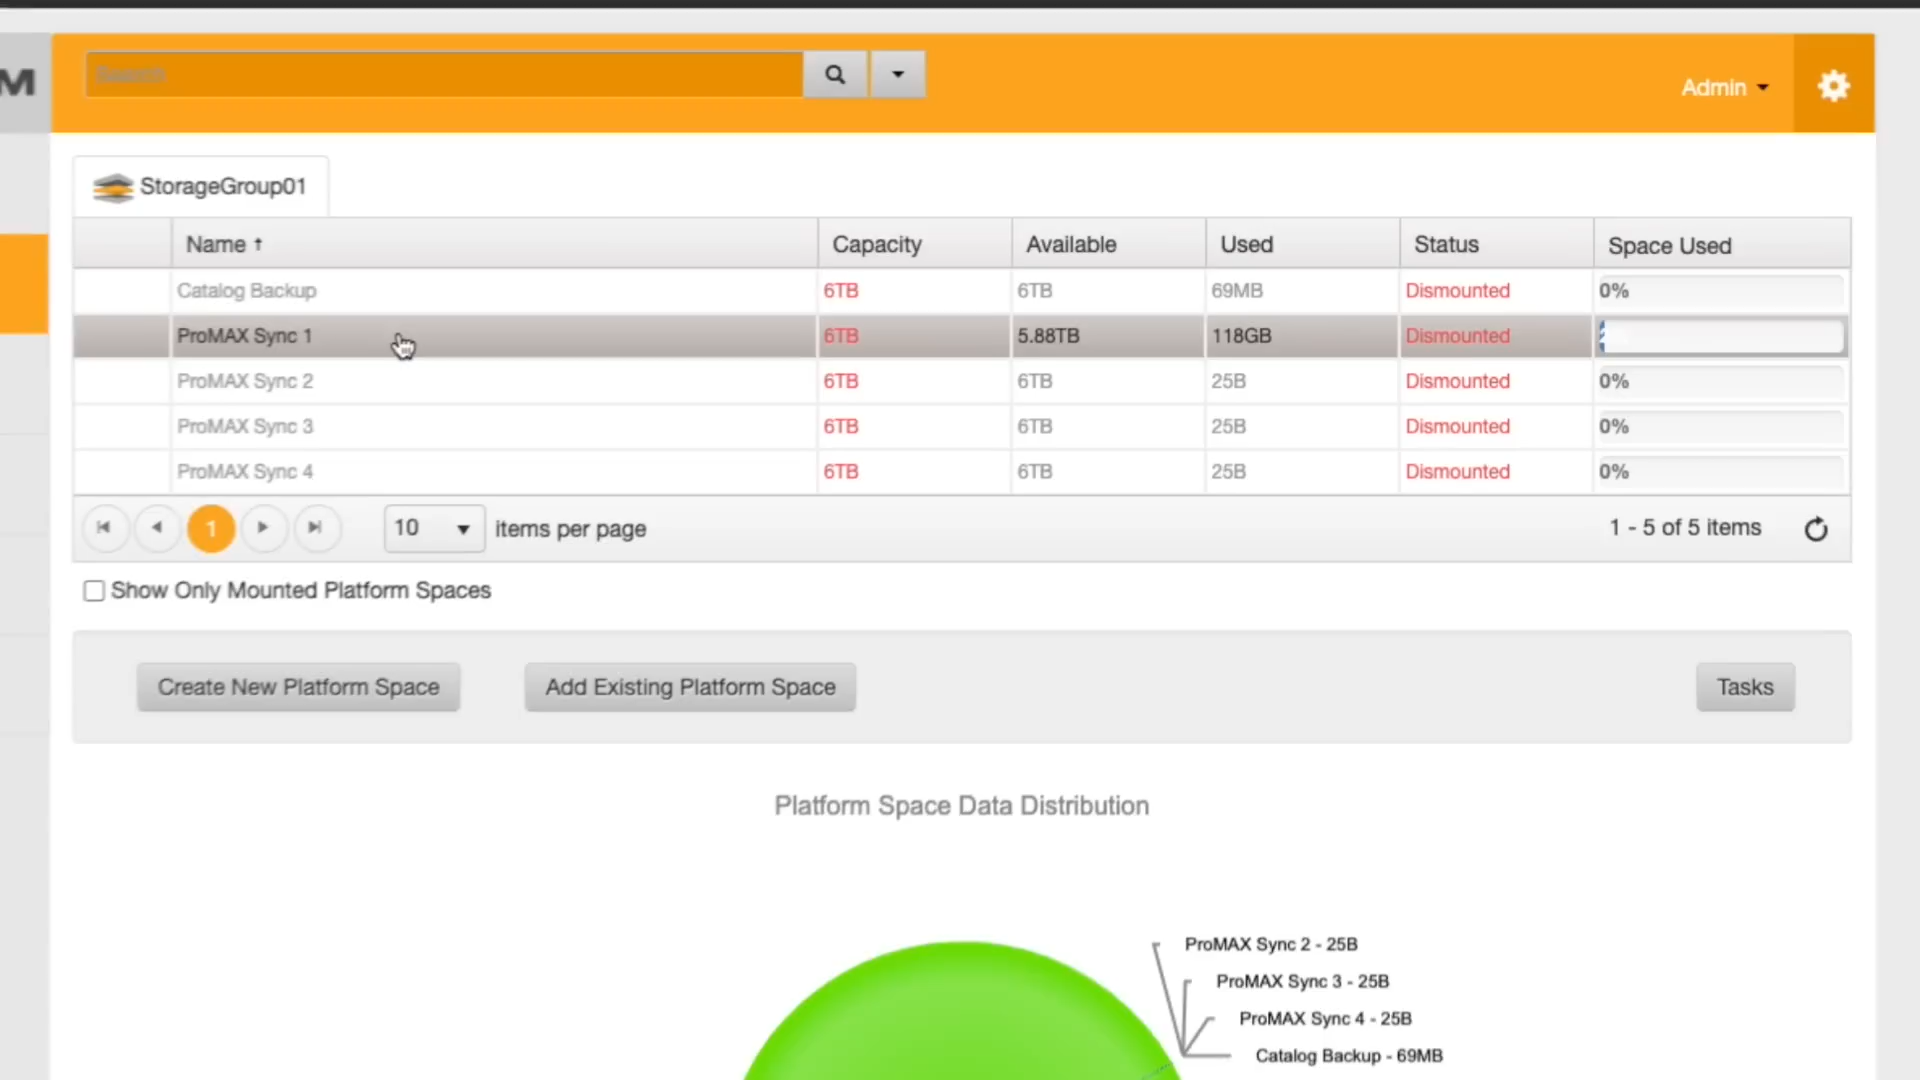 M
Search
Admin
StorageGroup01
Name ↑ Capacity Available Used Status Space Used
Catalog Backup 6TB 6TB 69MB Dismounted 0%
ProMAX Sync 1 6TB 5.88TB 118GB Dismounted
ProMAX Sync 2 6TB 6TB 25B Dismounted 0%
ProMAX Sync 3 6TB 6TB 25B Dismounted 0%
ProMAX Sync 4 6TB 6TB 25B Dismounted 0%
1 10 items per page 1 - 5 of 5 items
Show Only Mounted Platform Spaces
Create New Platform Space Add Existing Platform Space Tasks
Platform Space Data Distribution
ProMAX Sync 2 - 25B
ProMAX Sync 3 - 25B
ProMAX Sync 4 - 25B
Catalog Backup - 69MB